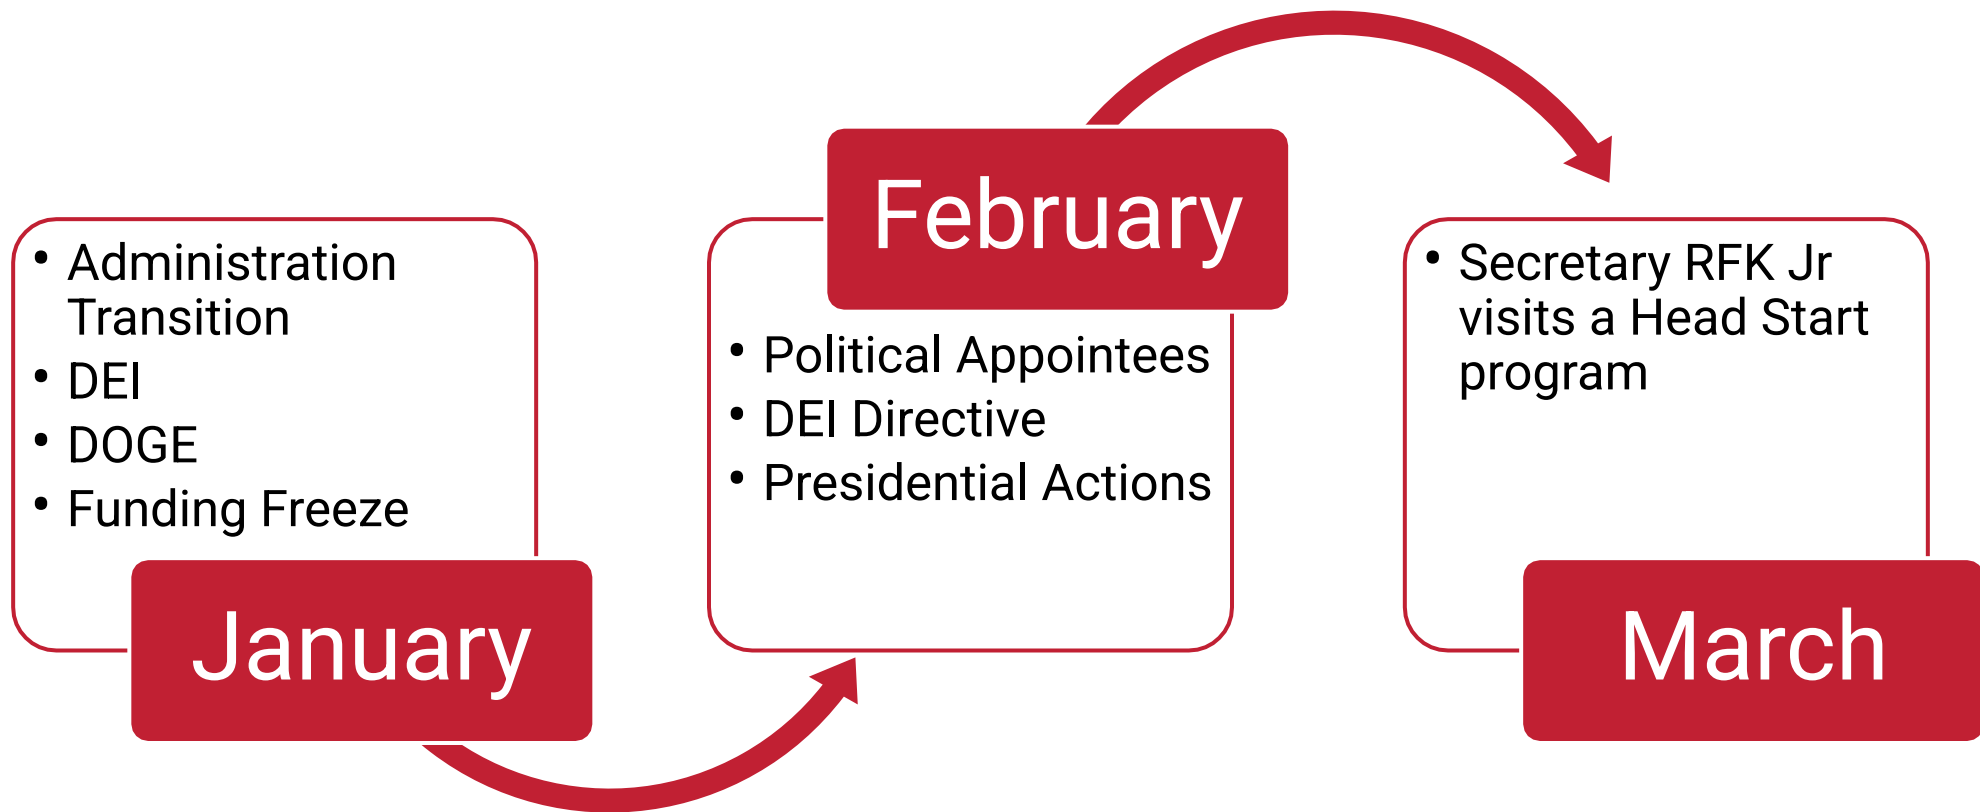 • Administration
Transition
• DEI
• DOGE
• Funding Freeze
January
February
• Political Appointees
• DEI Directive
• Presidential Actions
• Secretary RFK Jr
visits a Head Start
program
March